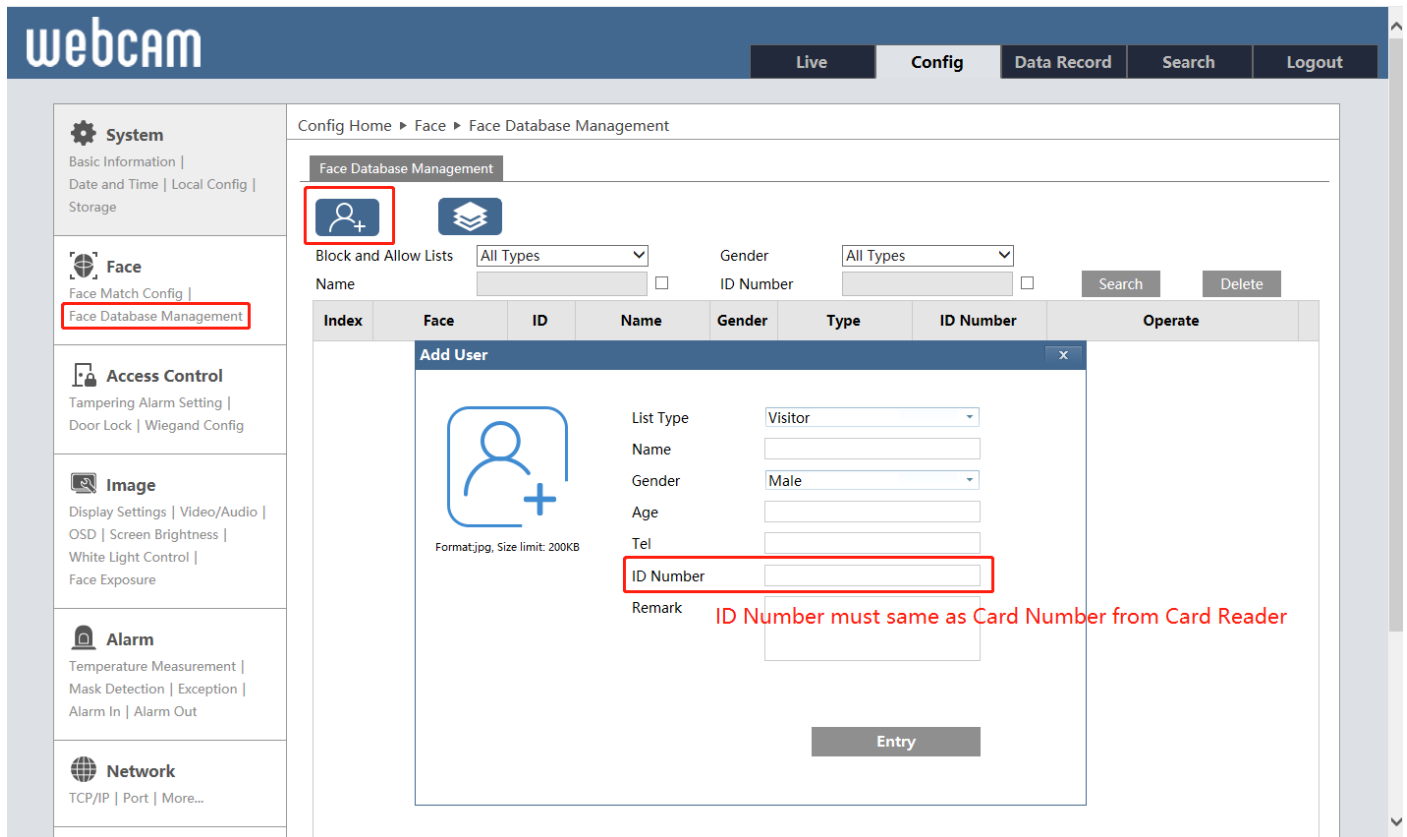 webcam
Live
Config
Data Record
Search
Logout
System
Basic Information |
Date and Time | Local Config |
Storage
Face
Face Match Config |
Face Database Management
Access Control
Tampering Alarm Setting |
Door Lock | Wiegand Config
Image
Display Settings | Video/Audio |
OSD | Screen Brightness |
White Light Control |
Face Exposure
Alarm
Temperature Measurement |
Mask Detection | Exception |
Alarm In | Alarm Out
Network
TCP/IP | Port | More...
Config Home ▸ Face ▸ Face Database Management
Face Database Management
Block and Allow Lists All Types Gender All Types
Name ID Number Search Delete
Index Face ID Name Gender Type ID Number Operate
Add User x
List Type Visitor
Name
Gender Male
Age
Tel
Format:jpg, Size limit: 200KB
ID Number
Remark
ID Number must same as Card Number from Card Reader
Entry